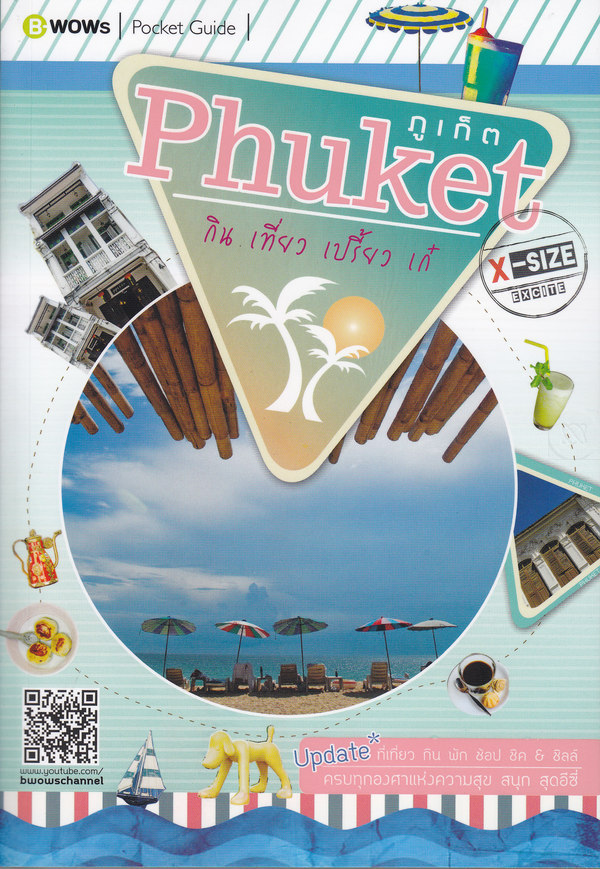 B-WOWs | Pocket Guide |
ภูเก็ต
Phuket
กิน เที่ยว เปรี้ยว เก๋
X-SIZE
EXCITE
PHUKET
PHUKET
www.youtube.com/
bwowschannel
Update* ที่เที่ยว กิน พัก ช้อป ชิค & ชิลล์
ครบทุกองศาแห่งความสุข สนุก สุดอีซี่